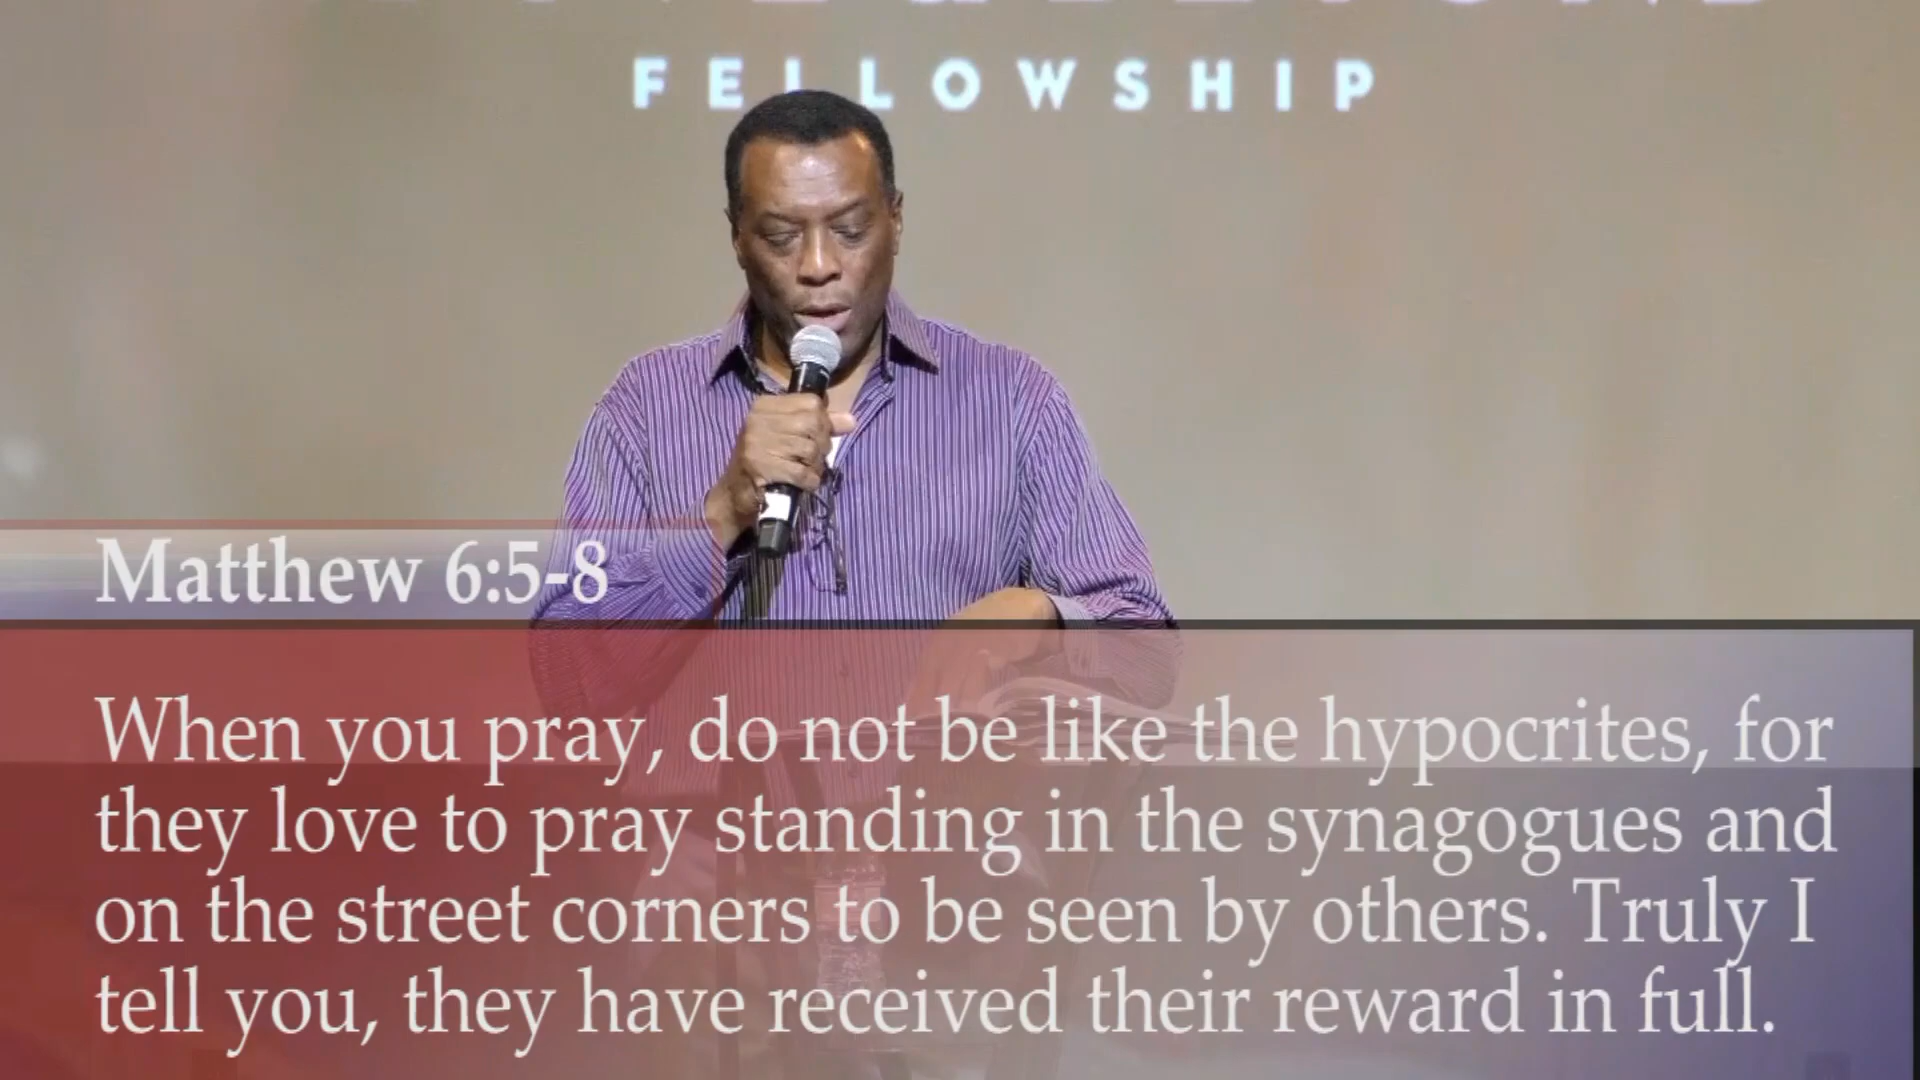 FELLOWSHIP
Matthew 6:5-8
When you pray, do not be like the hypocrites, for
they love to pray standing in the synagogues and
on the street corners to be seen by others. Truly I
tell you, they have received their reward in full.